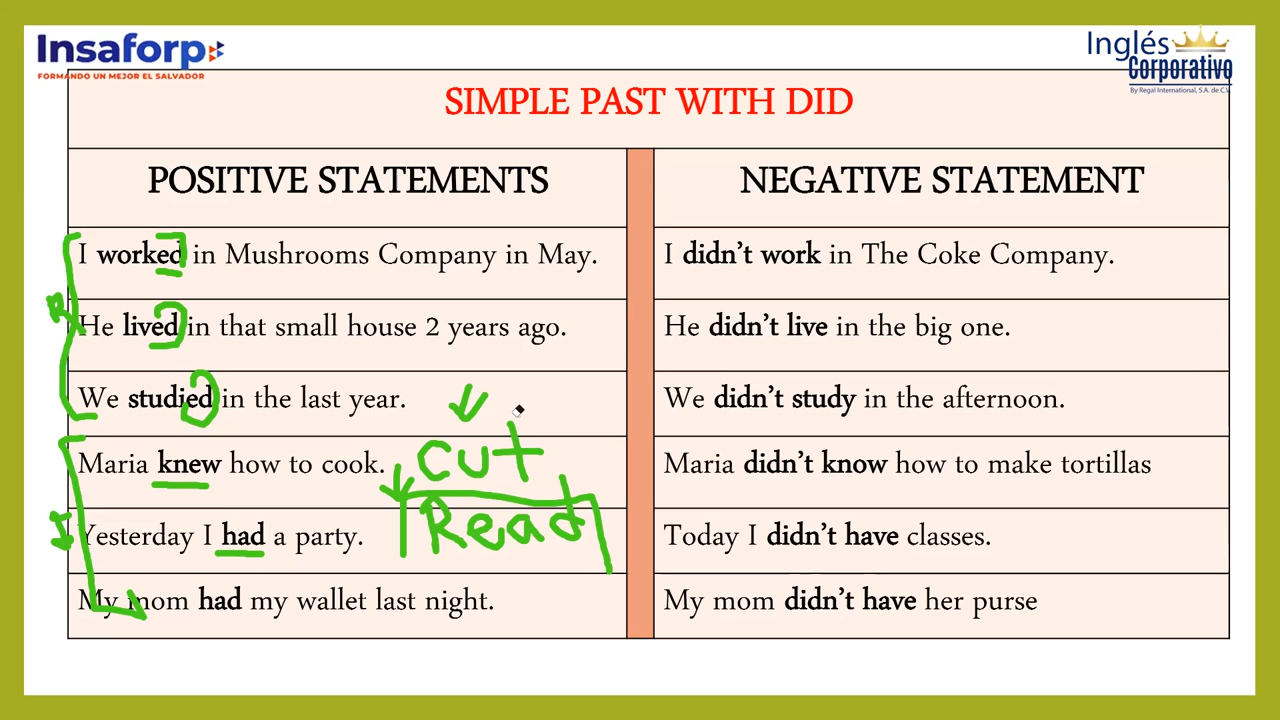 Insaforp
FORMANDO UN MEJOR EL SALVADOR
Inglés
Corporativo
By Regal International, S.A. de C.V.
SIMPLE PAST WITH DID
POSITIVE STATEMENTS
NEGATIVE STATEMENT
I worked in Mushrooms Company in May.
I didn't work in The Coke Company.
He lived in that small house 2 years ago.
He didn't live in the big one.
We studied in the last year.
We didn't study in the afternoon.
Maria knew how to cook.
cut
Maria didn't know how to make tortillas
Yesterday I had a party.
Read
Today I didn't have classes.
My mom had my wallet last night.
My mom didn't have her purse